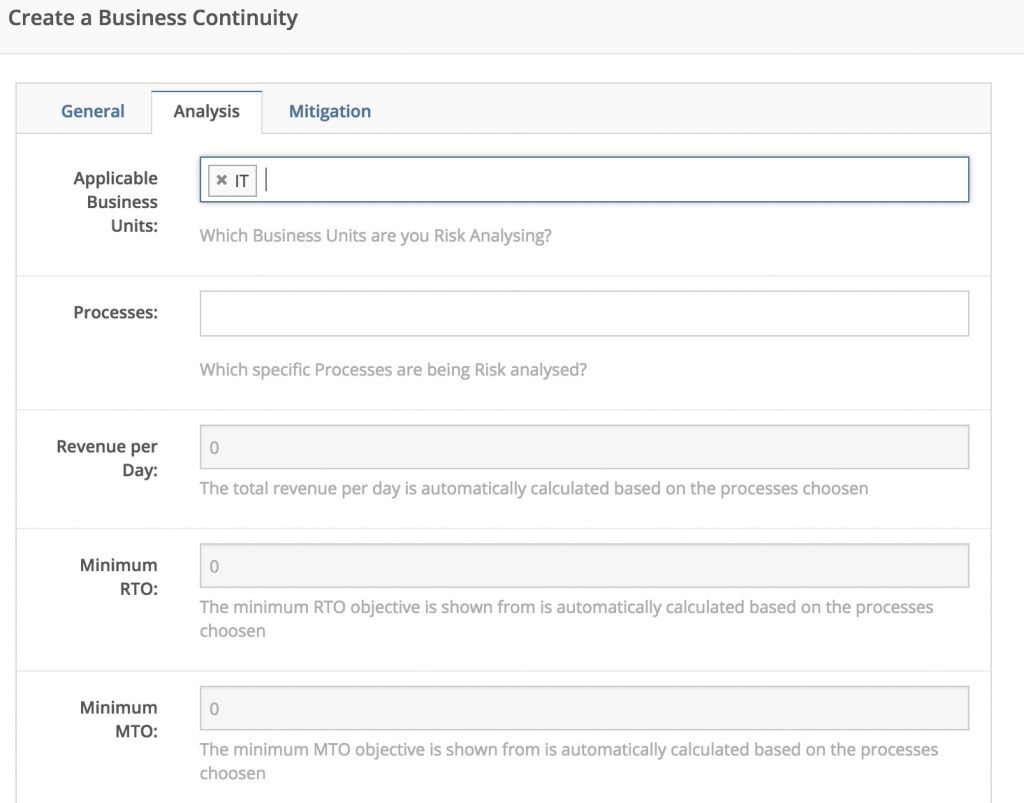 Create a Business Continuity
General Analysis Mitigation
Applicable
Business
Units:
✖ IT
Which Business Units are you Risk Analysing?
Processes:
Which specific Processes are being Risk analysed?
Revenue per
Day:
0
The total revenue per day is automatically calculated based on the processes choosen
Minimum
RTO:
0
The minimum RTO objective is shown from is automatically calculated based on the processes
choosen
Minimum
MTO:
0
The minimum MTO objective is shown from is automatically calculated based on the processes
choosen